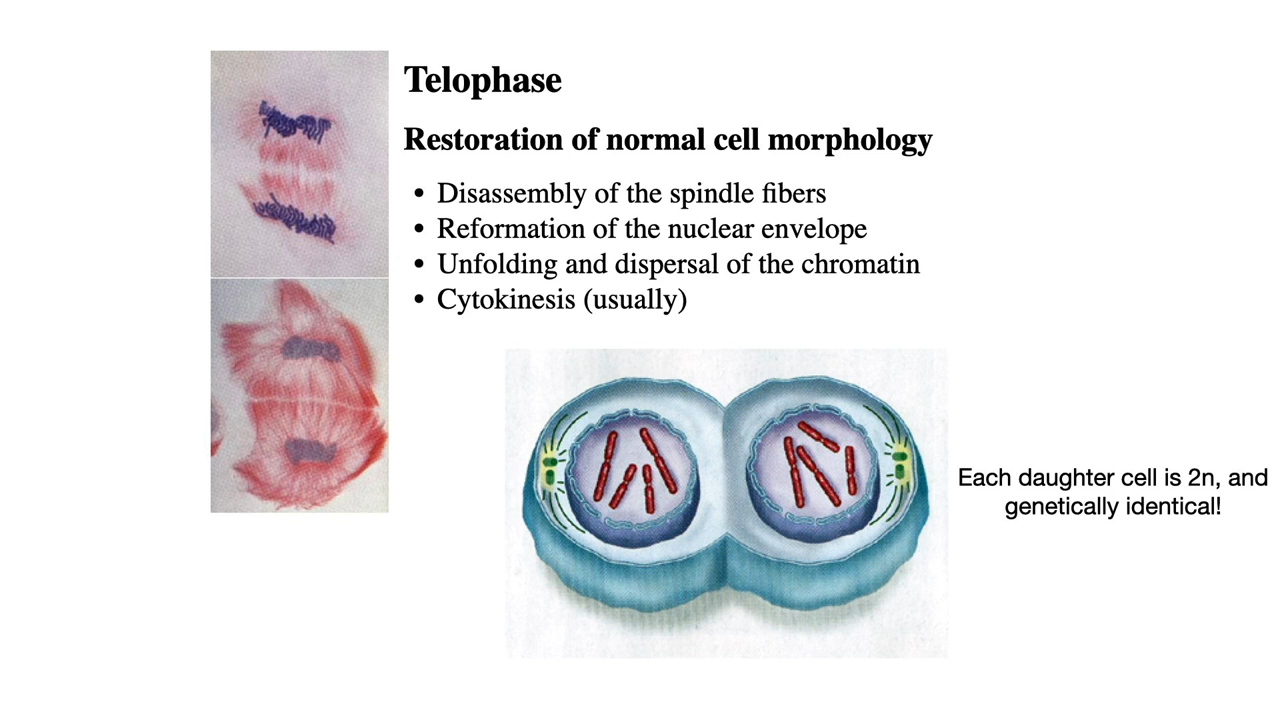 Telophase
Restoration of normal cell morphology
• Disassembly of the spindle fibers
• Reformation of the nuclear envelope
• Unfolding and dispersal of the chromatin
• Cytokinesis (usually)
Each daughter cell is 2n, and
genetically identical!